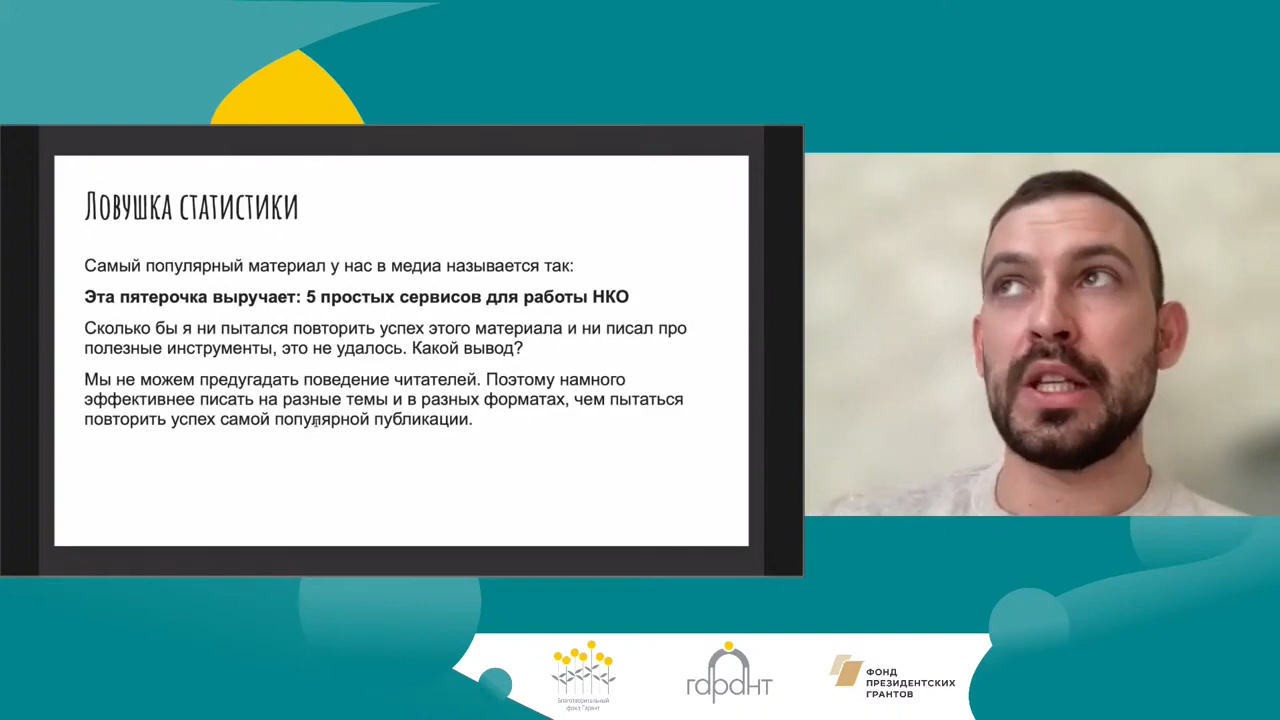 Ловушка статистики
Самый популярный материал у нас в медиа называется так:
Эта пятерочка выручает: 5 простых сервисов для работы НКО
Сколько бы я ни пытался повторить успех этого материала и ни писал про
полезные инструменты, это не удалось. Какой вывод?
Мы не можем предугадать поведение читателей. Поэтому намного
эффективнее писать на разные темы и в разных форматах, чем пытаться
повторить успех самой популярной публикации.
Благотворительный
фонд Гарант
гарант
ФОНД
ПРЕЗИДЕНТСКИХ
ГРАНТОВ